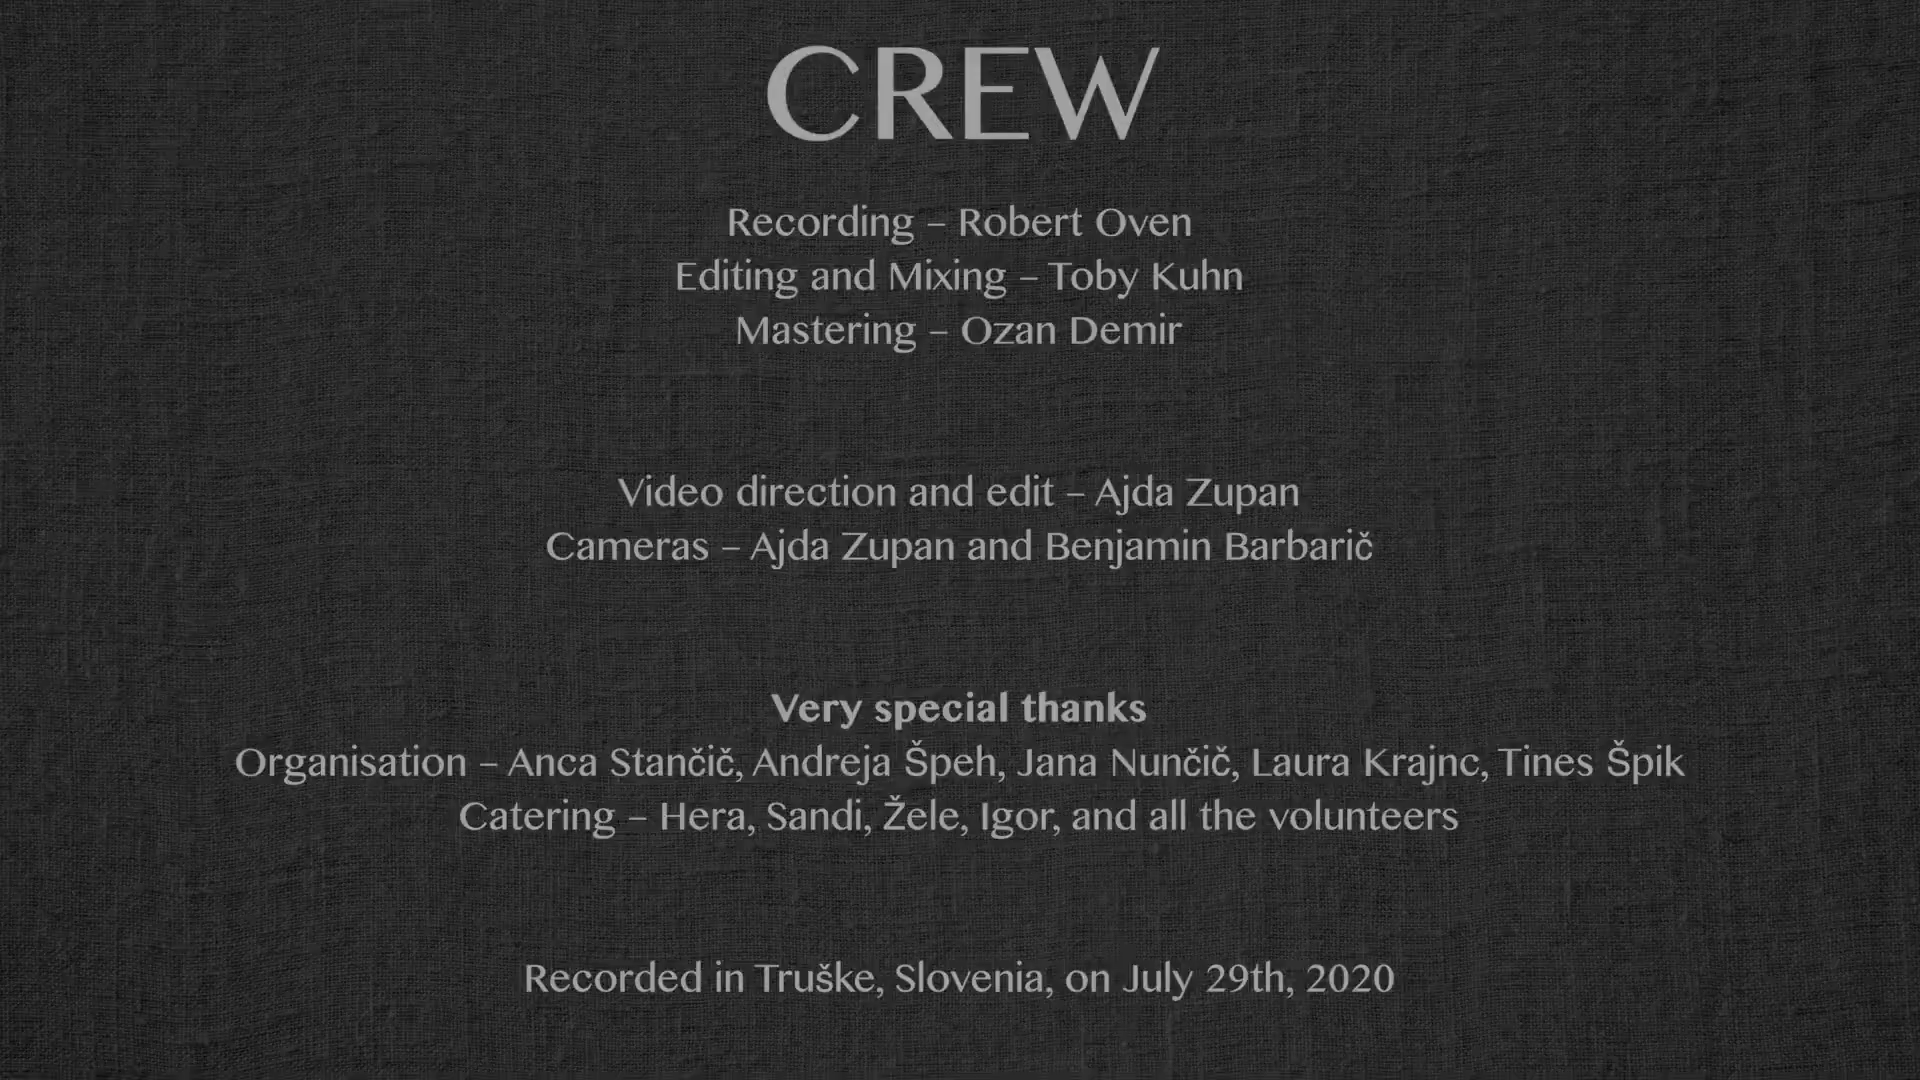 CREW
Recording – Robert Oven
Editing and Mixing – Toby Kuhn
Mastering – Ozan Demir
Video direction and edit – Ajda Zupan
Cameras – Ajda Zupan and Benjamin Barbarič
Very special thanks
Organisation – Anca Stančič, Andreja Špeh, Jana Nunčič, Laura Krajnc, Tines Špik
Catering – Hera, Sandi, Žele, Igor, and all the volunteers
Recorded in Truške, Slovenia, on July 29th, 2020